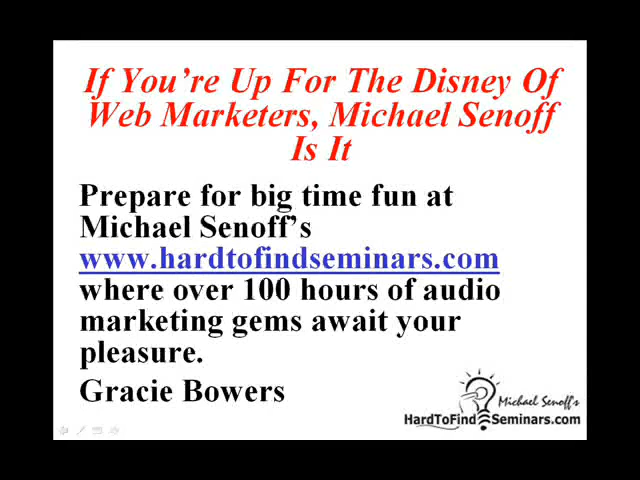 If You're Up For The Disney Of
Web Marketers, Michael Senoff
Is It
Prepare for big time fun at
Michael Senoff's
www.hardtofindseminars.com
where over 100 hours of audio
marketing gems await your
pleasure.
Gracie Bowers
Michael Senoff's
HardToFindSeminars.com